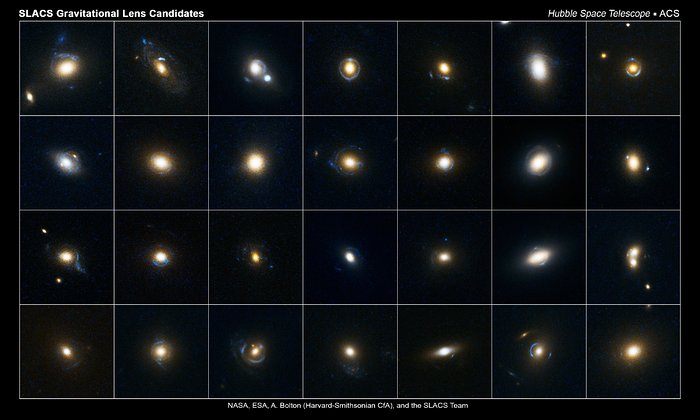 SLACS Gravitational Lens Candidates
Hubble Space Telescope • ACS
NASA, ESA, A. Bolton (Harvard-Smithsonian CfA), and the SLACS Team